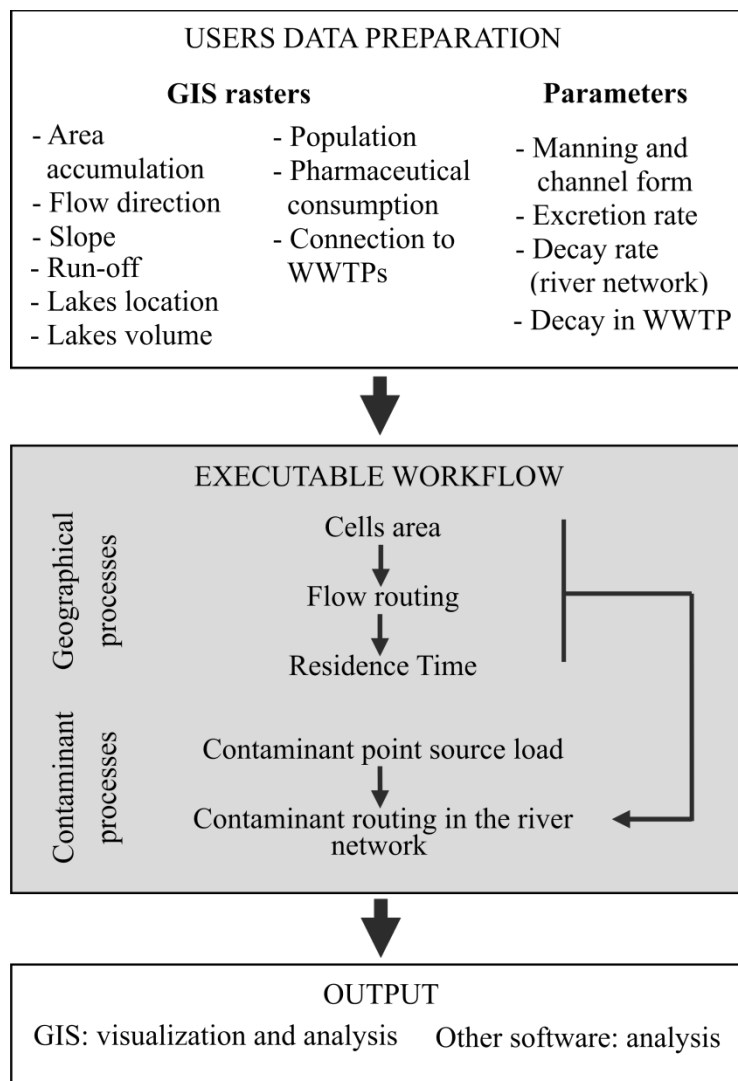 USERS DATA PREPARATION
GIS rasters
- Area
accumulation
- Flow direction
- Slope
- Run-off
- Lakes location
- Lakes volume
- Population
- Pharmaceutical
consumption
- Connection to
WWTPs
Parameters
- Manning and
channel form
- Excretion rate
- Decay rate
(river network)
- Decay in WWTP
EXECUTABLE WORKFLOW
Geographical
processes
Cells area
Flow routing
Residence Time
Contaminant
processes
Contaminant point source load
Contaminant routing in the river
network
OUTPUT
GIS: visualization and analysis
Other software: analysis